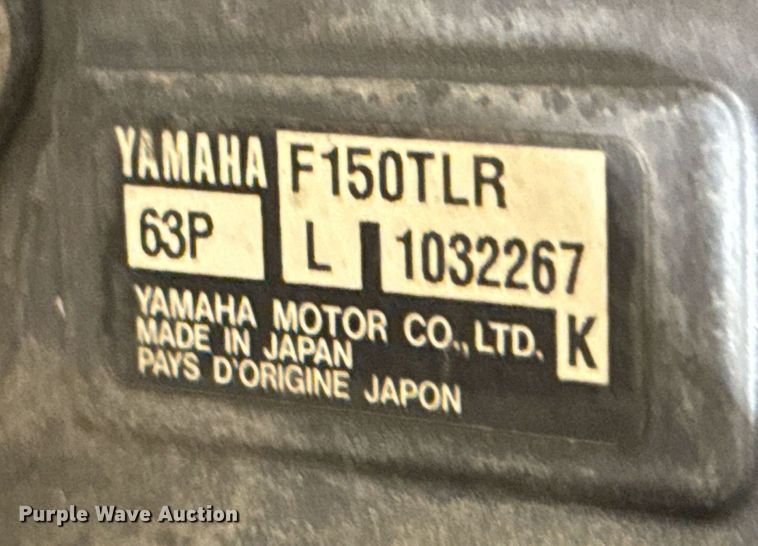 YAMAHA F150TLR
63P L 1032267
YAMAHA MOTOR CO., LTD. K
MADE IN JAPAN
PAYS D'ORIGINE JAPON
Purple Wave Auction